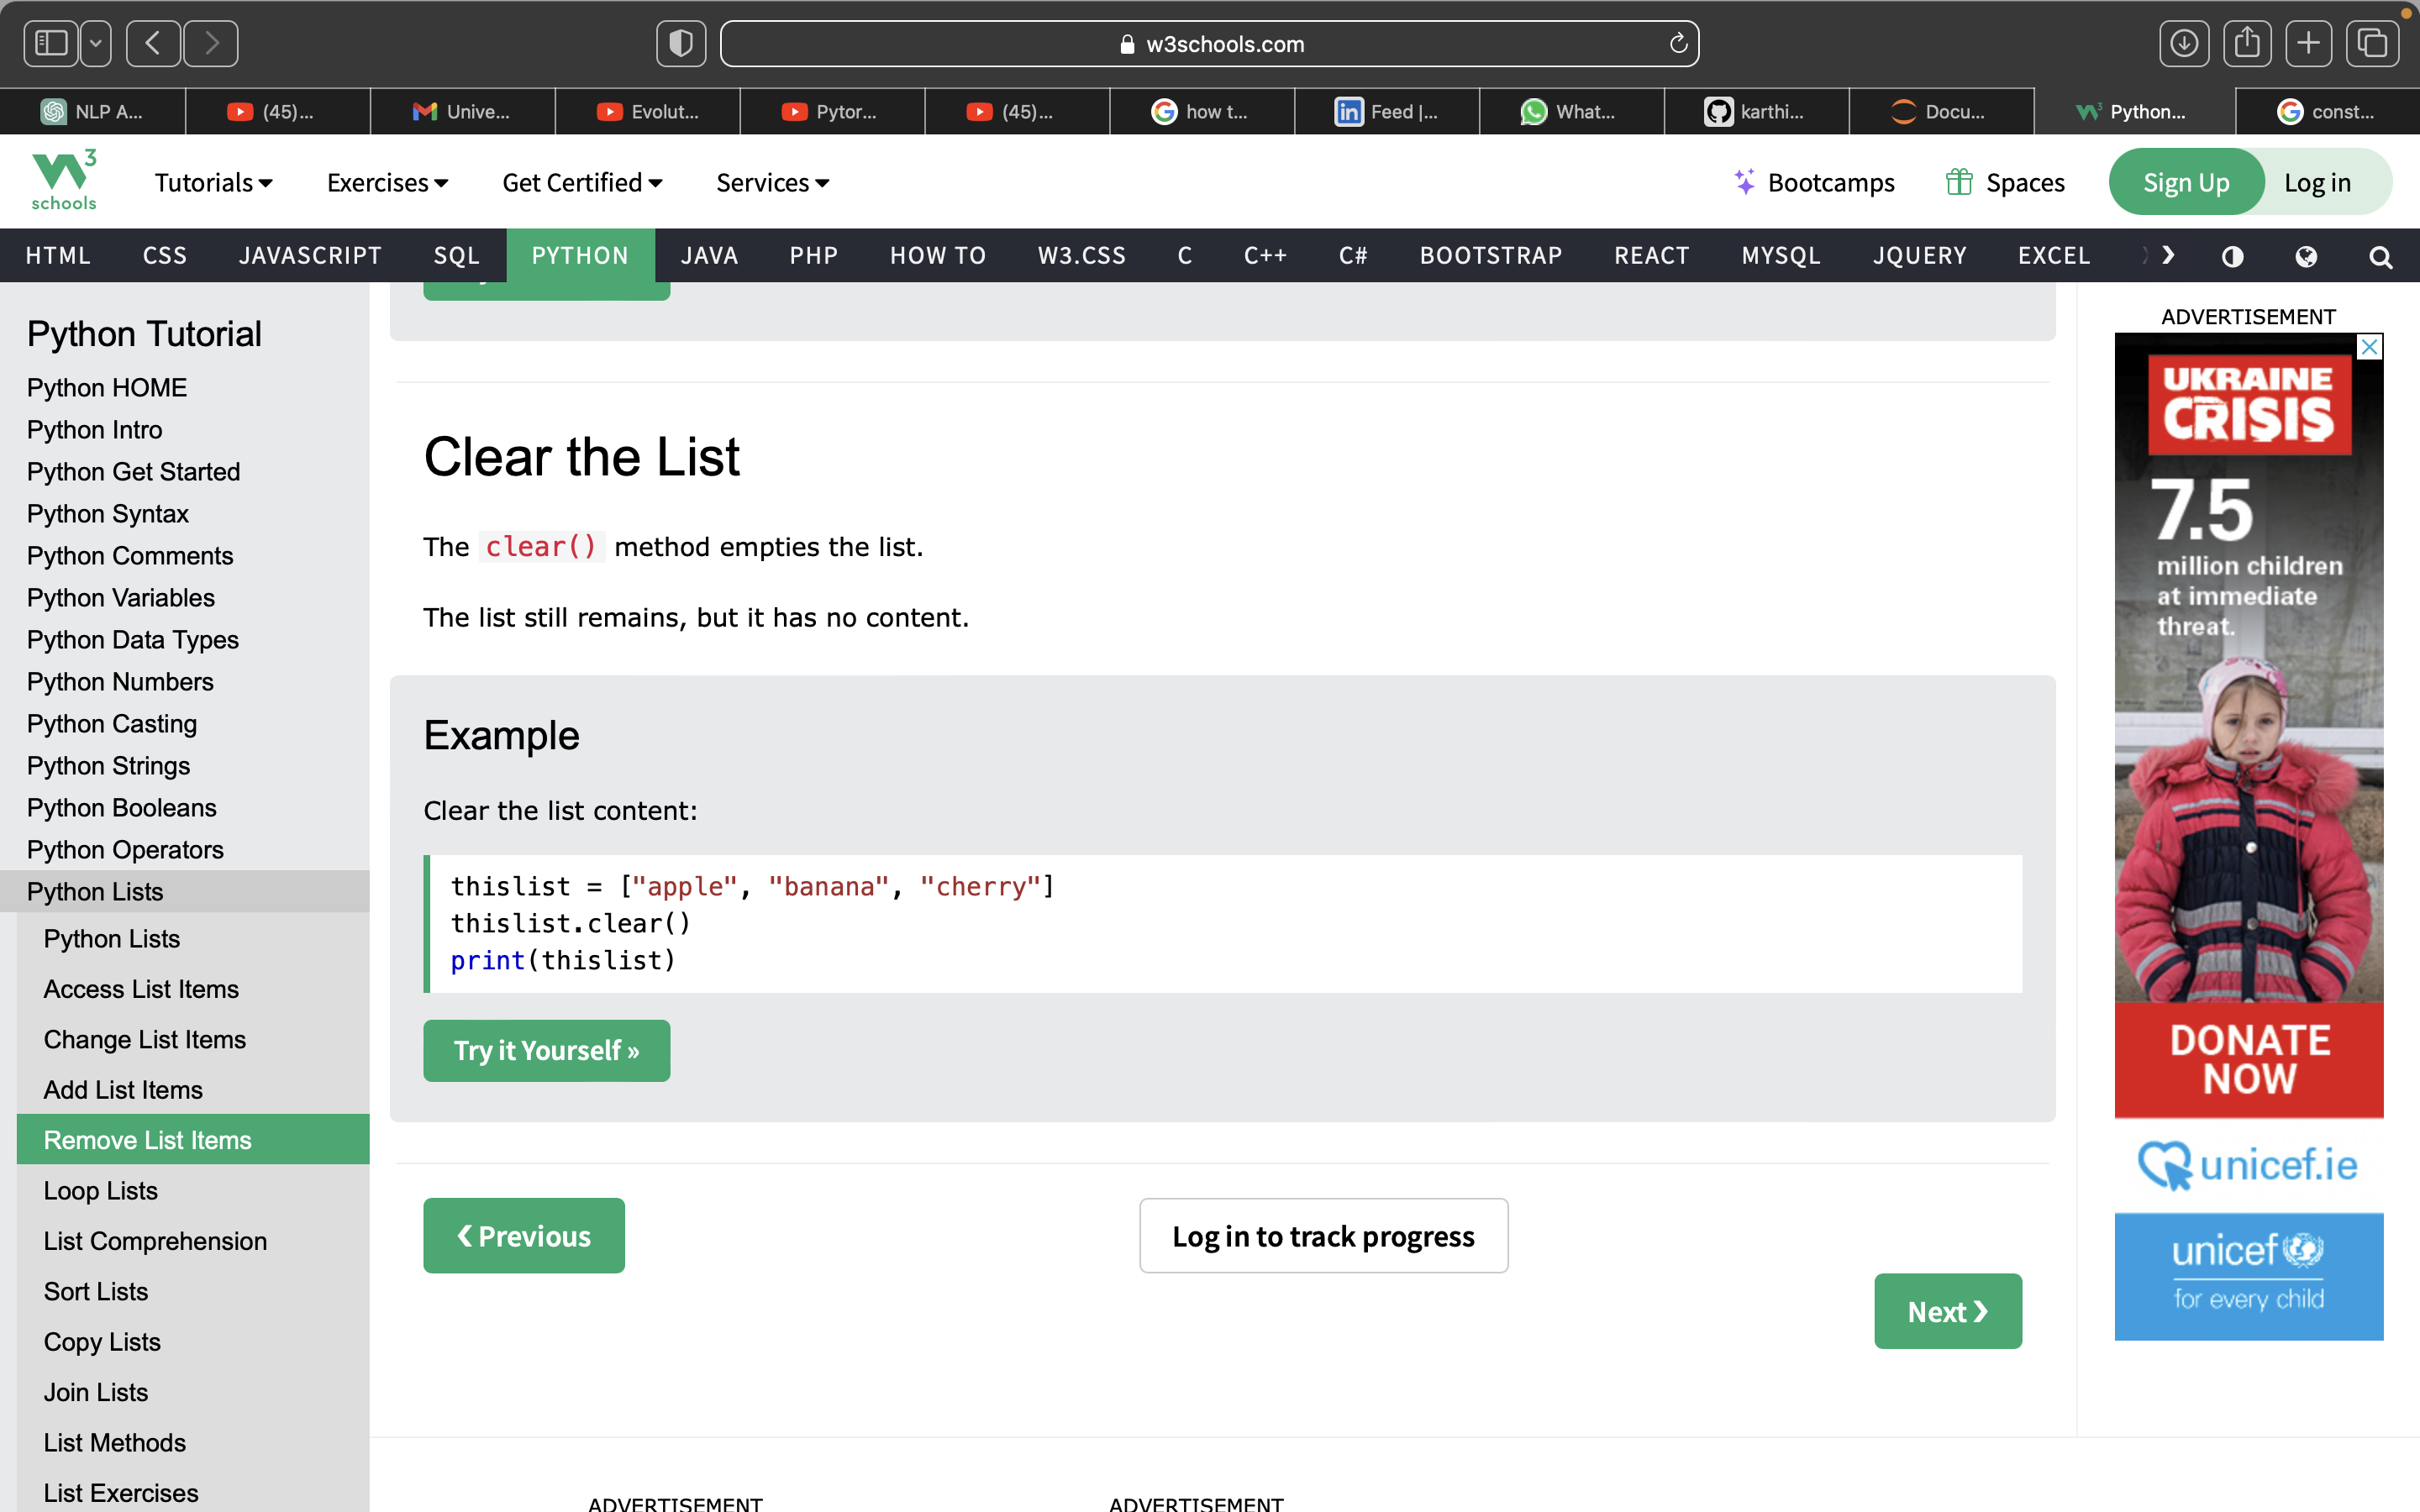 w3schools.com
NLP A...
(45)...
Unive...
Evolut...
Pytor...
(45)...
how t...
Feed |...
What...
karthi...
Docu...
Python...
const...
W3
schools
Tutorials
Exercises
Get Certified
Services
Bootcamps
Spaces
Sign Up
Log in
HTML
CSS
JAVASCRIPT
SQL
PYTHON
JAVA
PHP
HOW TO
W3.CSS
C
C++
C#
BOOTSTRAP
REACT
MYSQL
JQUERY
EXCEL
Python Tutorial
Python HOME
Python Intro
Python Get Started
Python Syntax
Python Comments
Python Variables
Python Data Types
Python Numbers
Python Casting
Python Strings
Python Booleans
Python Operators
Python Lists
Python Lists
Access List Items
Change List Items
Add List Items
Remove List Items
Loop Lists
List Comprehension
Sort Lists
Copy Lists
Join Lists
List Methods
List Exercises
Clear the List
The clear() method empties the list.
The list still remains, but it has no content.
Example
Clear the list content:
thislist = ["apple", "banana", "cherry"]
thislist.clear()
print(thislist)
Try it Yourself »
❮ Previous
Log in to track progress
Next ❯
ADVERTISEMENT
ADVERTISEMENT
ADVERTISEMENT
UKRAINE
CRISIS
7.5
million children
at immediate
threat.
DONATE
NOW
unicef.ie
unicef
for every child